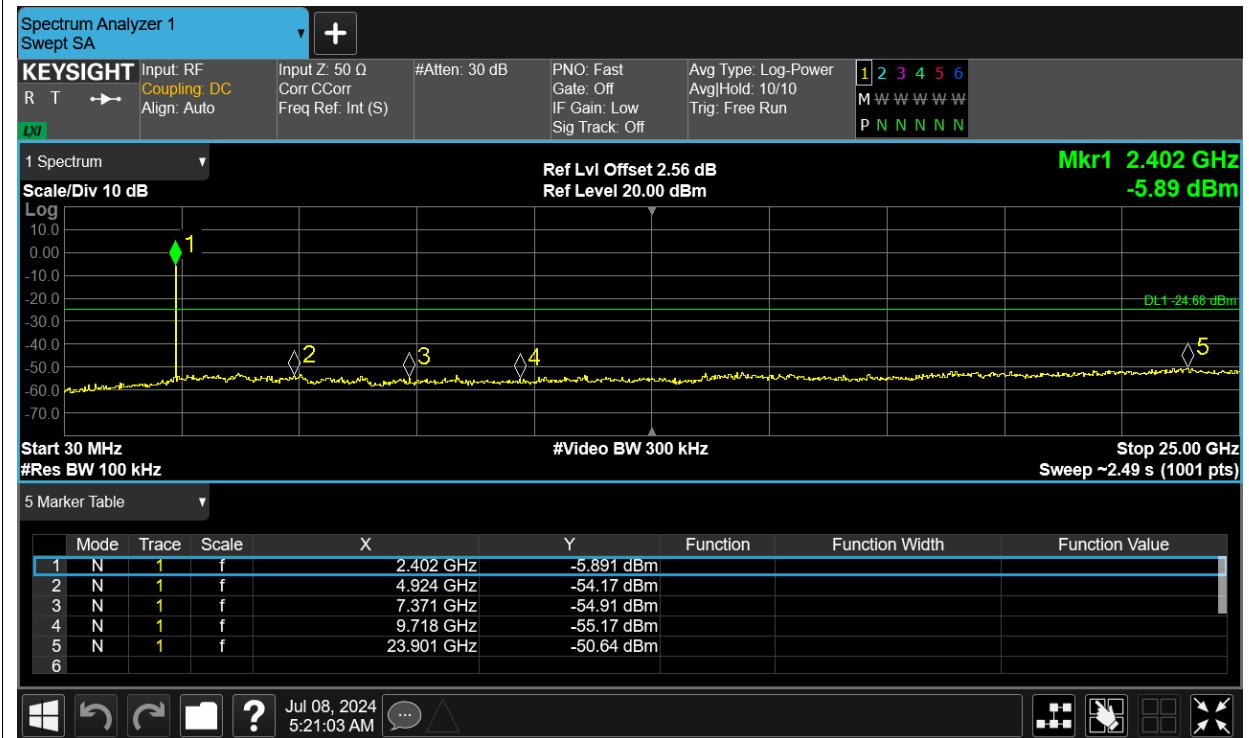 Spectrum Analyzer 1
Swept SA
+
KEYSIGHT
R T
LXI
Input: RF
Coupling: DC
Align: Auto
Input Z: 50 Ω
Corr CCorr
Freq Ref: Int (S)
#Atten: 30 dB
PNO: Fast
Gate: Off
IF Gain: Low
Sig Track: Off
Avg Type: Log-Power
Avg|Hold: 10/10
Trig: Free Run
1 2 3 4 5 6
M W W W W W
P N N N N N
1 Spectrum
Scale/Div 10 dB
Ref Lvl Offset 2.56 dB
Ref Level 20.00 dBm
Mkr1 2.402 GHz
-5.89 dBm
Log
10.0
0.00
-10.0
-20.0
-30.0
-40.0
-50.0
-60.0
-70.0
1
2
3
4
5
DL1 -24.68 dBm
Start 30 MHz
#Video BW 300 kHz
Stop 25.00 GHz
#Res BW 100 kHz
Sweep ~2.49 s (1001 pts)
5 Marker Table
Mode Trace Scale X Y Function Function Width Function Value
1 N 1 f 2.402 GHz -5.891 dBm
2 N 1 f 4.924 GHz -54.17 dBm
3 N 1 f 7.371 GHz -54.91 dBm
4 N 1 f 9.718 GHz -55.17 dBm
5 N 1 f 23.901 GHz -50.64 dBm
6
?
Jul 08, 2024
5:21:03 AM